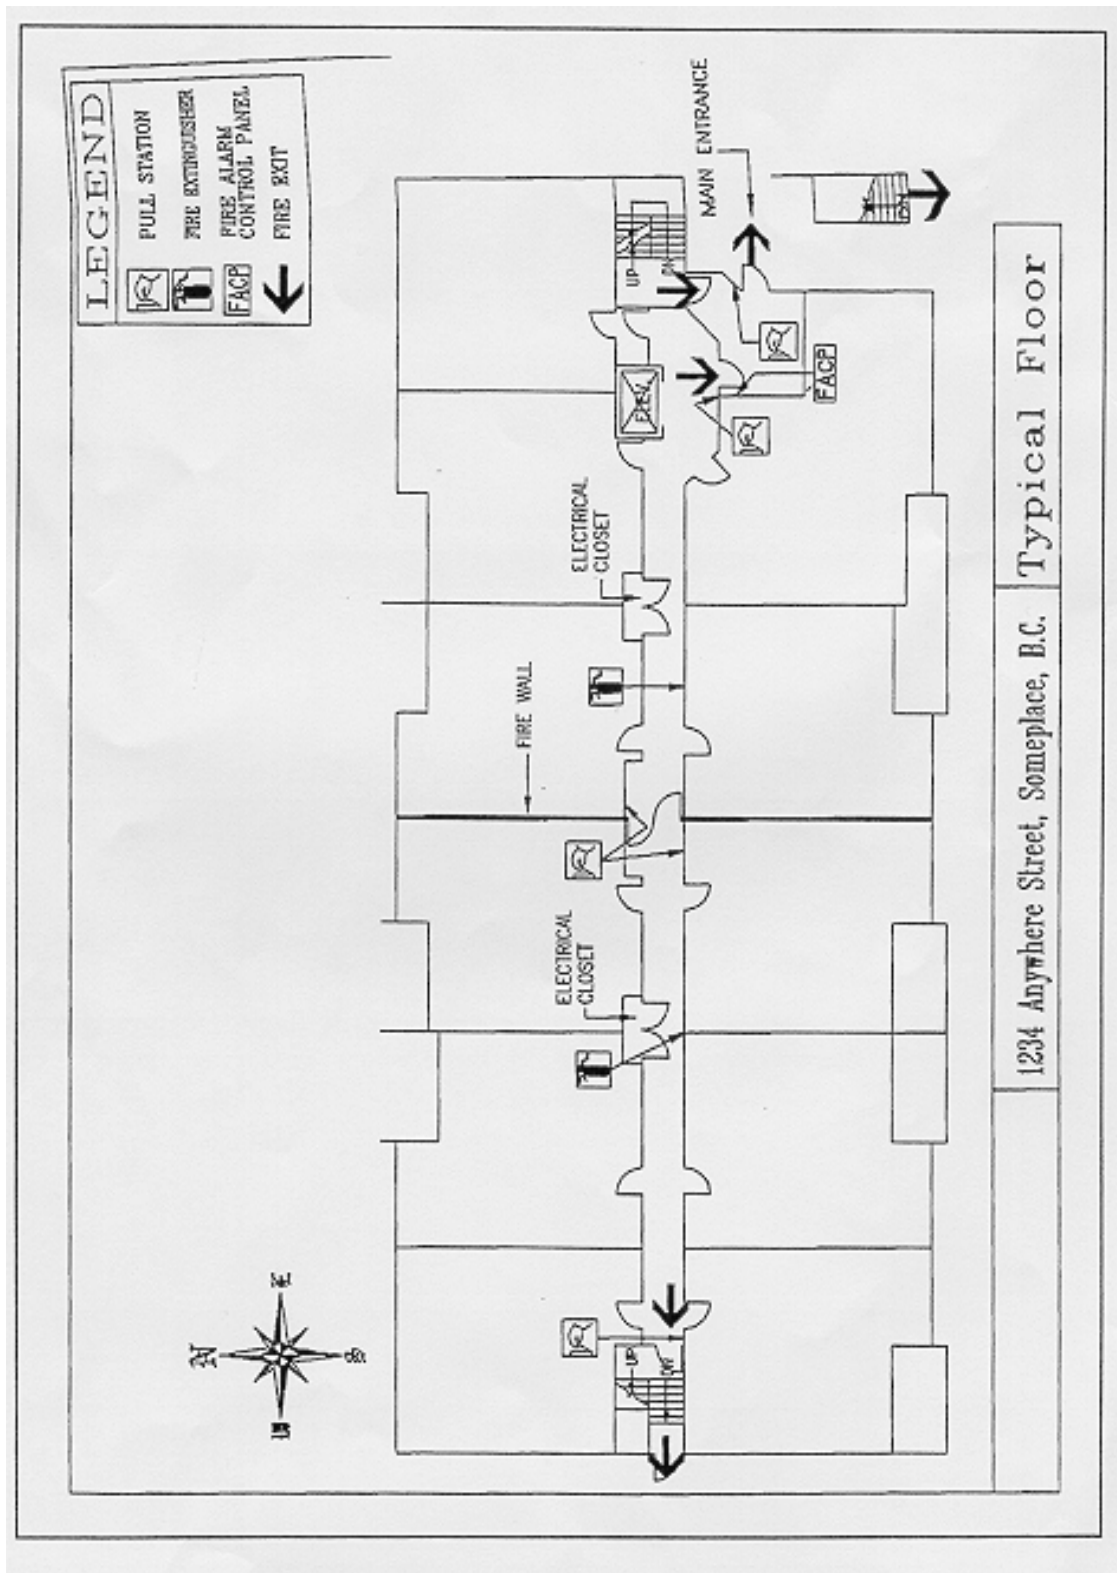 LEGEND
PULL STATION
FIRE EXTINGUISHER
FIRE ALARM
CONTROL PANEL
FACP
FIRE EXIT
N
E
S
W
MAIN ENTRANCE
UP
DN
DN
ELEV
FACP
ELECTRICAL
CLOSET
FIRE WALL
ELECTRICAL
CLOSET
UP
DN
1234 Anywhere Street, Someplace, B.C.
Typical Floor